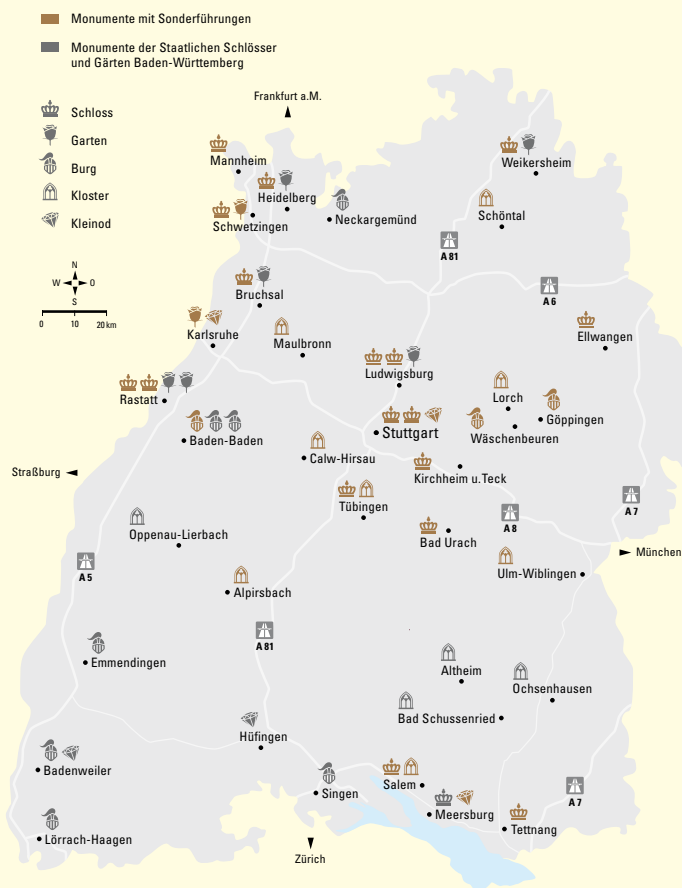 Monumente mit Sonderführungen
Monumente der Staatlichen Schlösser
und Gärten Baden-Württemberg
Schloss
Garten
Burg
Kloster
Kleinod
N
W
O
S
0
10
20 km
Frankfurt a.M.
Mannheim
Weikersheim
Heidelberg
Neckargemünd
Schwetzingen
Schöntal
A 81
A 6
Bruchsal
Karlsruhe
Maulbronn
Ellwangen
Ludwigsburg
Rastatt
Lorch
Göppingen
Stuttgart
Wäschenbeuren
Baden-Baden
Calw-Hirsau
Straßburg
Kirchheim u. Teck
A 7
Tübingen
A 8
Oppenau-Lierbach
Bad Urach
München
A 5
Ulm-Wiblingen
Alpirsbach
A 81
Emmendingen
Altheim
Ochsenhausen
Bad Schussenried
Hüfingen
Badenweiler
Singen
Salem
A 7
Meersburg
Tettnang
Lörrach-Haagen
Zürich